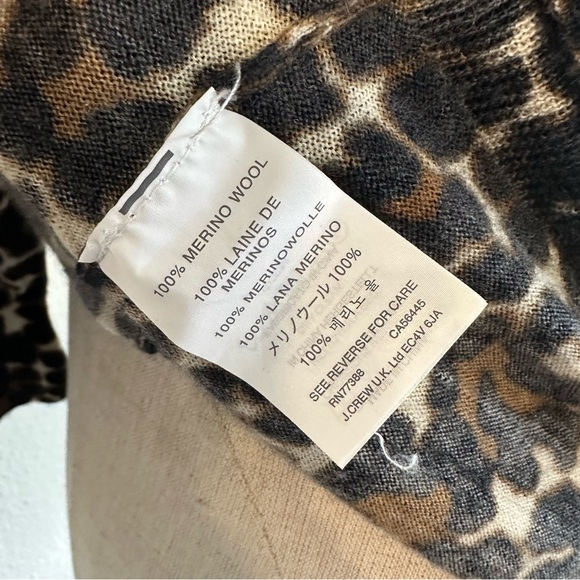 100% MERINO WOOL
100% LAINE DE
MERINOS
100% MERINOWOLLE
100% LANA MERINO
メリノウール 100%
100% 메리노 울
SEE REVERSE FOR CARE
RN77388 CA56445
J.CREW U.K. Ltd EC4V 6JA